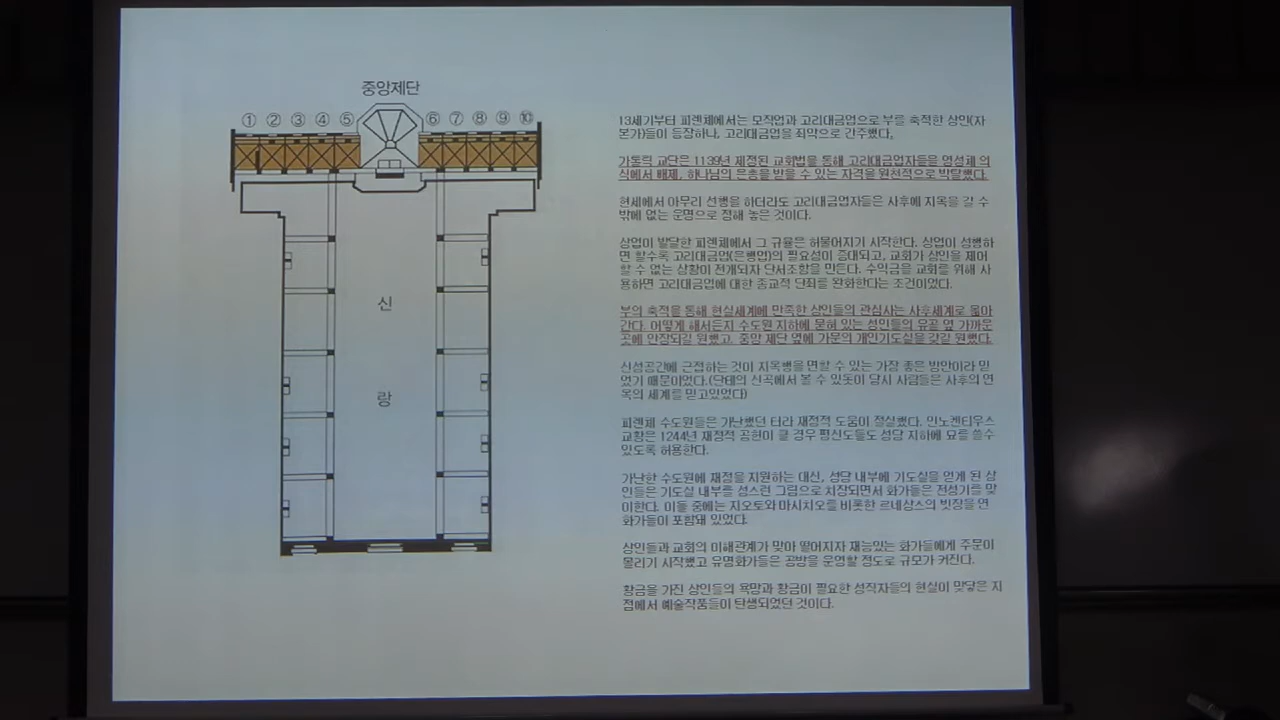 중앙제단
① ② ③ ④ ⑤ ⑥ ⑦ ⑧ ⑨ ⑩
신
랑
13세기부터 피렌체에서는 모직업과 고리대금업으로 부를 축적한 상인(자
본가)들이 등장하나, 고리대금업을 죄악으로 간주했다.
가톨릭 교단은 1139년 제정된 교회법을 통해 고리대금업자들을 영성체 의
식에서 배제, 하나님의 은총을 받을 수 있는 자격을 원천적으로 박탈했다.
현세에서 아무리 선행을 하더라도 고리대금업자들은 사후에 지옥을 갈 수
밖에 없는 운명으로 정해 놓은 것이다.
상업이 발달한 피렌체에서 그 규율은 허물어지기 시작한다. 상업이 성행하
면 할수록 고리대금업(은행업)의 필요성이 증대되고, 교회가 상인을 제어
할 수 없는 상황이 전개되자 단서조항을 만든다. 수익금을 교회를 위해 사
용하면 고리대금업에 대한 종교적 단죄를 완화한다는 조건이었다.
부의 축적을 통해 현실세계에 만족한 상인들의 관심사는 사후세계로 옮아
간다. 어떻게 해서든지 수도원 지하에 묻혀 있는 성인들의 유골 옆 가까운
곳에 안장되길 원했고, 중앙 제단 옆에 가문의 개인기도실을 갖길 원했다.
신성공간에 근접하는 것이 지옥행을 면할 수 있는 가장 좋은 방안이라 믿
었기 때문이었다.(단테의 신곡에서 볼 수 있듯이 당시 사람들은 사후의 연
옥의 세계를 믿고있었다)
피렌체 수도원들은 가난했던 터라 재정적 도움이 절실했다. 인노켄티우스
교황은 1244년 재정적 공헌이 클 경우 평신도들도 성당 지하에 묘를 쓸수
있도록 허용한다.
가난한 수도원에 재정을 지원하는 대신, 성당 내부에 기도실을 얻게 된 상
인들은 기도실 내부를 성스런 그림으로 치장되면서 화가들은 전성기를 맞
이한다. 이들 중에는 지오토와 마시치오를 비롯한 르네상스의 빗장을 연
화가들이 포함돼 있었다.
상인들과 교회의 이해관계가 맞아 떨어지자 재능있는 화가들에게 주문이
몰리기 시작했고 유명화가들은 공방을 운영할 정도로 규모가 커진다.
황금을 가진 상인들의 욕망과 황금이 필요한 성직자들의 현실이 맞닿은 지
점에서 예술작품들이 탄생되었던 것이다.